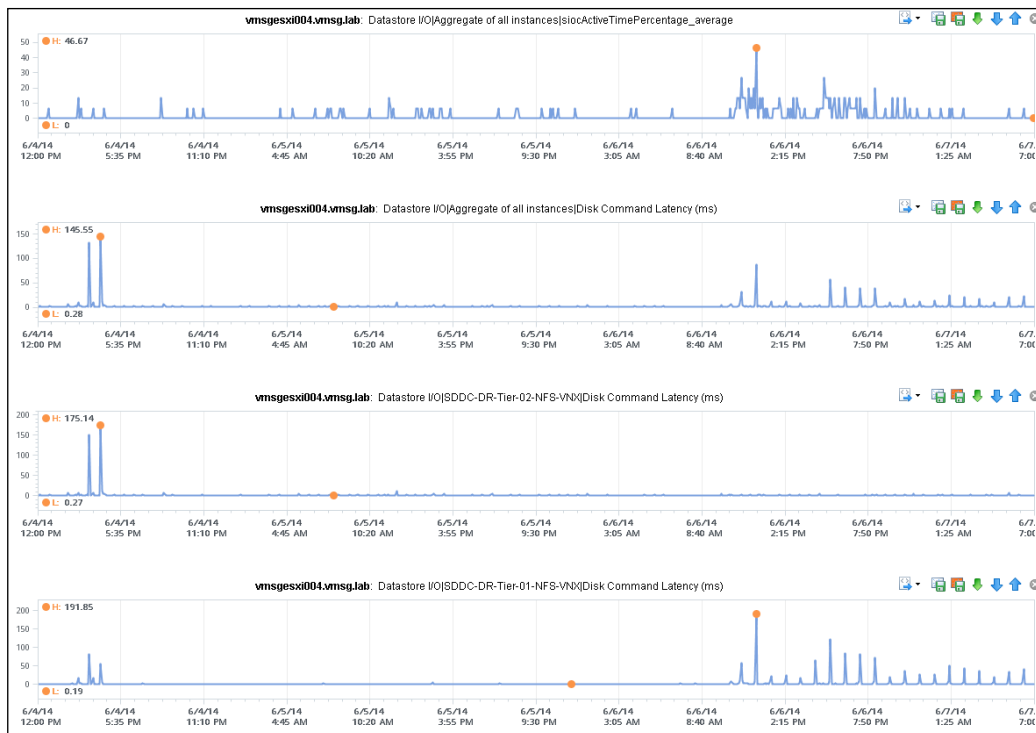 vmsgesxi004.vmsg.lab: Datastore I/O|Aggregate of all instances|siocActiveTimePercentage_average
H: 46.67
50
40
30
20
10
0
L: 0
6/4/14 6/4/14 6/4/14 6/5/14 6/5/14 6/5/14 6/5/14 6/6/14 6/6/14 6/6/14 6/6/14 6/7/14 6/7/
12:00 PM 5:35 PM 11:10 PM 4:45 AM 10:20 AM 3:55 PM 9:30 PM 3:05 AM 8:40 AM 2:15 PM 7:50 PM 1:25 AM 7:00
vmsgesxi004.vmsg.lab: Datastore I/O|Aggregate of all instances|Disk Command Latency (ms)
H: 145.55
150
100
50
0
L: 0.28
6/4/14 6/4/14 6/4/14 6/5/14 6/5/14 6/5/14 6/5/14 6/6/14 6/6/14 6/6/14 6/6/14 6/7/14 6/7/
12:00 PM 5:35 PM 11:10 PM 4:45 AM 10:20 AM 3:55 PM 9:30 PM 3:05 AM 8:40 AM 2:15 PM 7:50 PM 1:25 AM 7:00
vmsgesxi004.vmsg.lab: Datastore I/O|SDDC-DR-Tier-02-NFS-VNX|Disk Command Latency (ms)
200
H: 175.14
150
100
50
0
L: 0.27
6/4/14 6/4/14 6/4/14 6/5/14 6/5/14 6/5/14 6/5/14 6/6/14 6/6/14 6/6/14 6/6/14 6/7/14 6/7/
12:00 PM 5:35 PM 11:10 PM 4:45 AM 10:20 AM 3:55 PM 9:30 PM 3:05 AM 8:40 AM 2:15 PM 7:50 PM 1:25 AM 7:00
vmsgesxi004.vmsg.lab: Datastore I/O|SDDC-DR-Tier-01-NFS-VNX|Disk Command Latency (ms)
H: 191.85
200
150
100
50
0
L: 0.19
6/4/14 6/4/14 6/4/14 6/5/14 6/5/14 6/5/14 6/5/14 6/6/14 6/6/14 6/6/14 6/6/14 6/7/14 6/7/
12:00 PM 5:35 PM 11:10 PM 4:45 AM 10:20 AM 3:55 PM 9:30 PM 3:05 AM 8:40 AM 2:15 PM 7:50 PM 1:25 AM 7:00